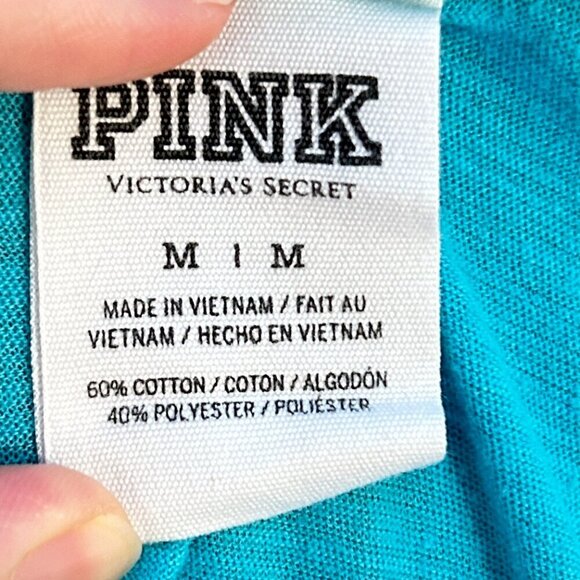 PINK
VICTORIA'S SECRET
M | M
MADE IN VIETNAM / FAIT AU
VIETNAM / HECHO EN VIETNAM
60% COTTON / COTON / ALGODÓN
40% POLYESTER / POLIÉSTER